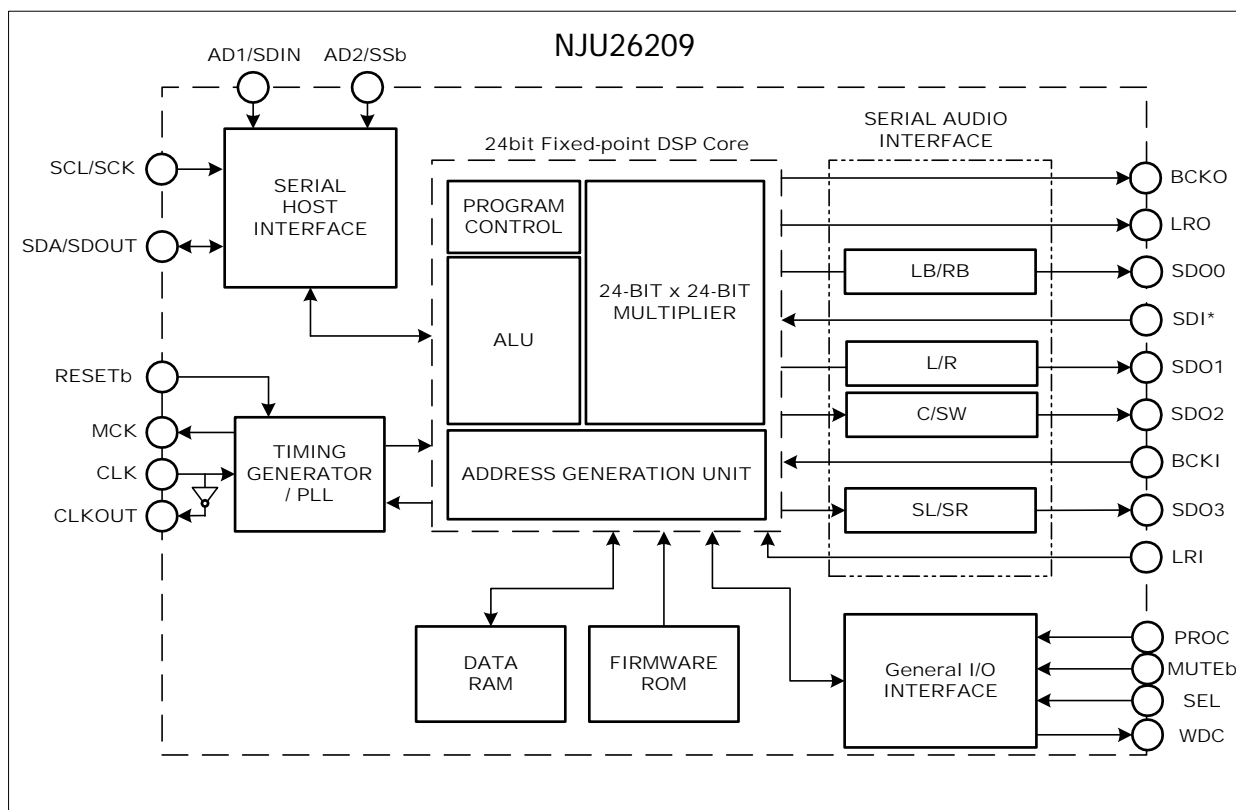 NJU26209
AD1/SDIN
AD2/SSb
SERIAL AUDIO
INTERFACE
24bit Fixed-point DSP Core
SCL/SCK
SDA/SDOUT
SERIAL
HOST
INTERFACE
PROGRAM
CONTROL
24-BIT x 24-BIT
MULTIPLIER
ALU
ADDRESS GENERATION UNIT
LB/RB
L/R
C/SW
SL/SR
BCKO
LRO
SDO0
SDI*
SDO1
SDO2
BCKI
SDO3
LRI
RESETb
MCK
CLK
CLKOUT
TIMING
GENERATOR
/ PLL
DATA
RAM
FIRMWARE
ROM
General I/O
INTERFACE
PROC
MUTEb
SEL
WDC